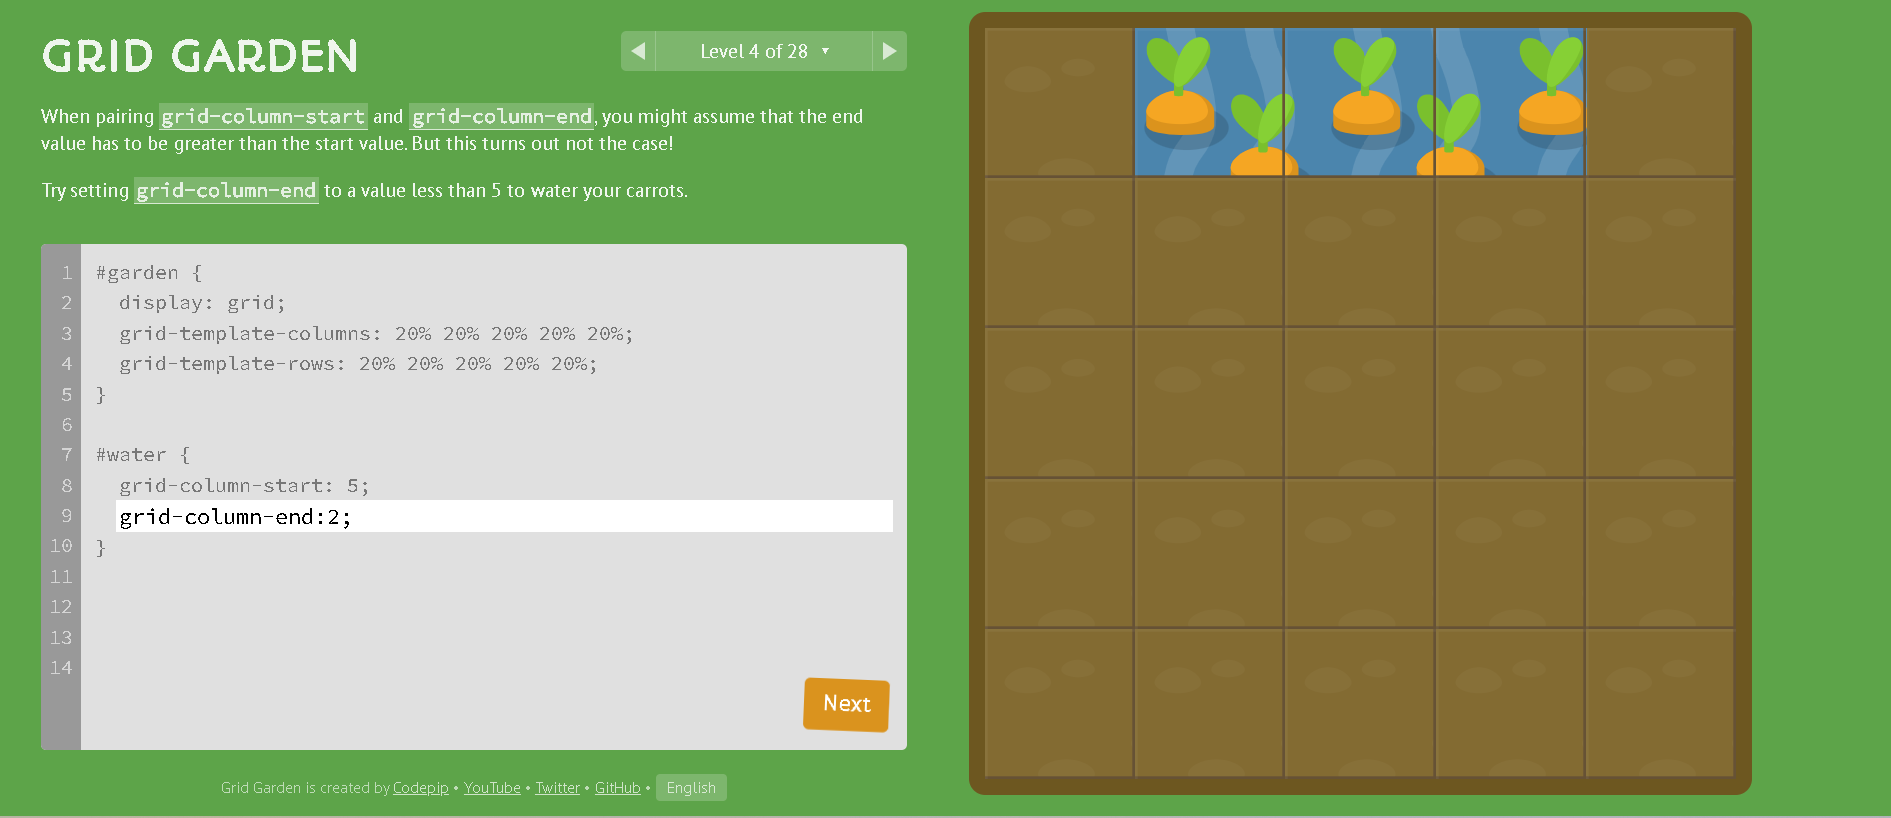 GRID GARDEN
Level 4 of 28
When pairing grid-column-start and grid-column-end, you might assume that the end
value has to be greater than the start value. But this turns out not the case!
Try setting grid-column-end to a value less than 5 to water your carrots.
1 #garden {
2 display: grid;
3 grid-template-columns: 20% 20% 20% 20% 20%;
4 grid-template-rows: 20% 20% 20% 20% 20%;
5 }
6
7 #water {
8 grid-column-start: 5;
9 grid-column-end:2;
10 }
11
12
13
14
Next
Grid Garden is created by Codepip • YouTube • Twitter • GitHub • English